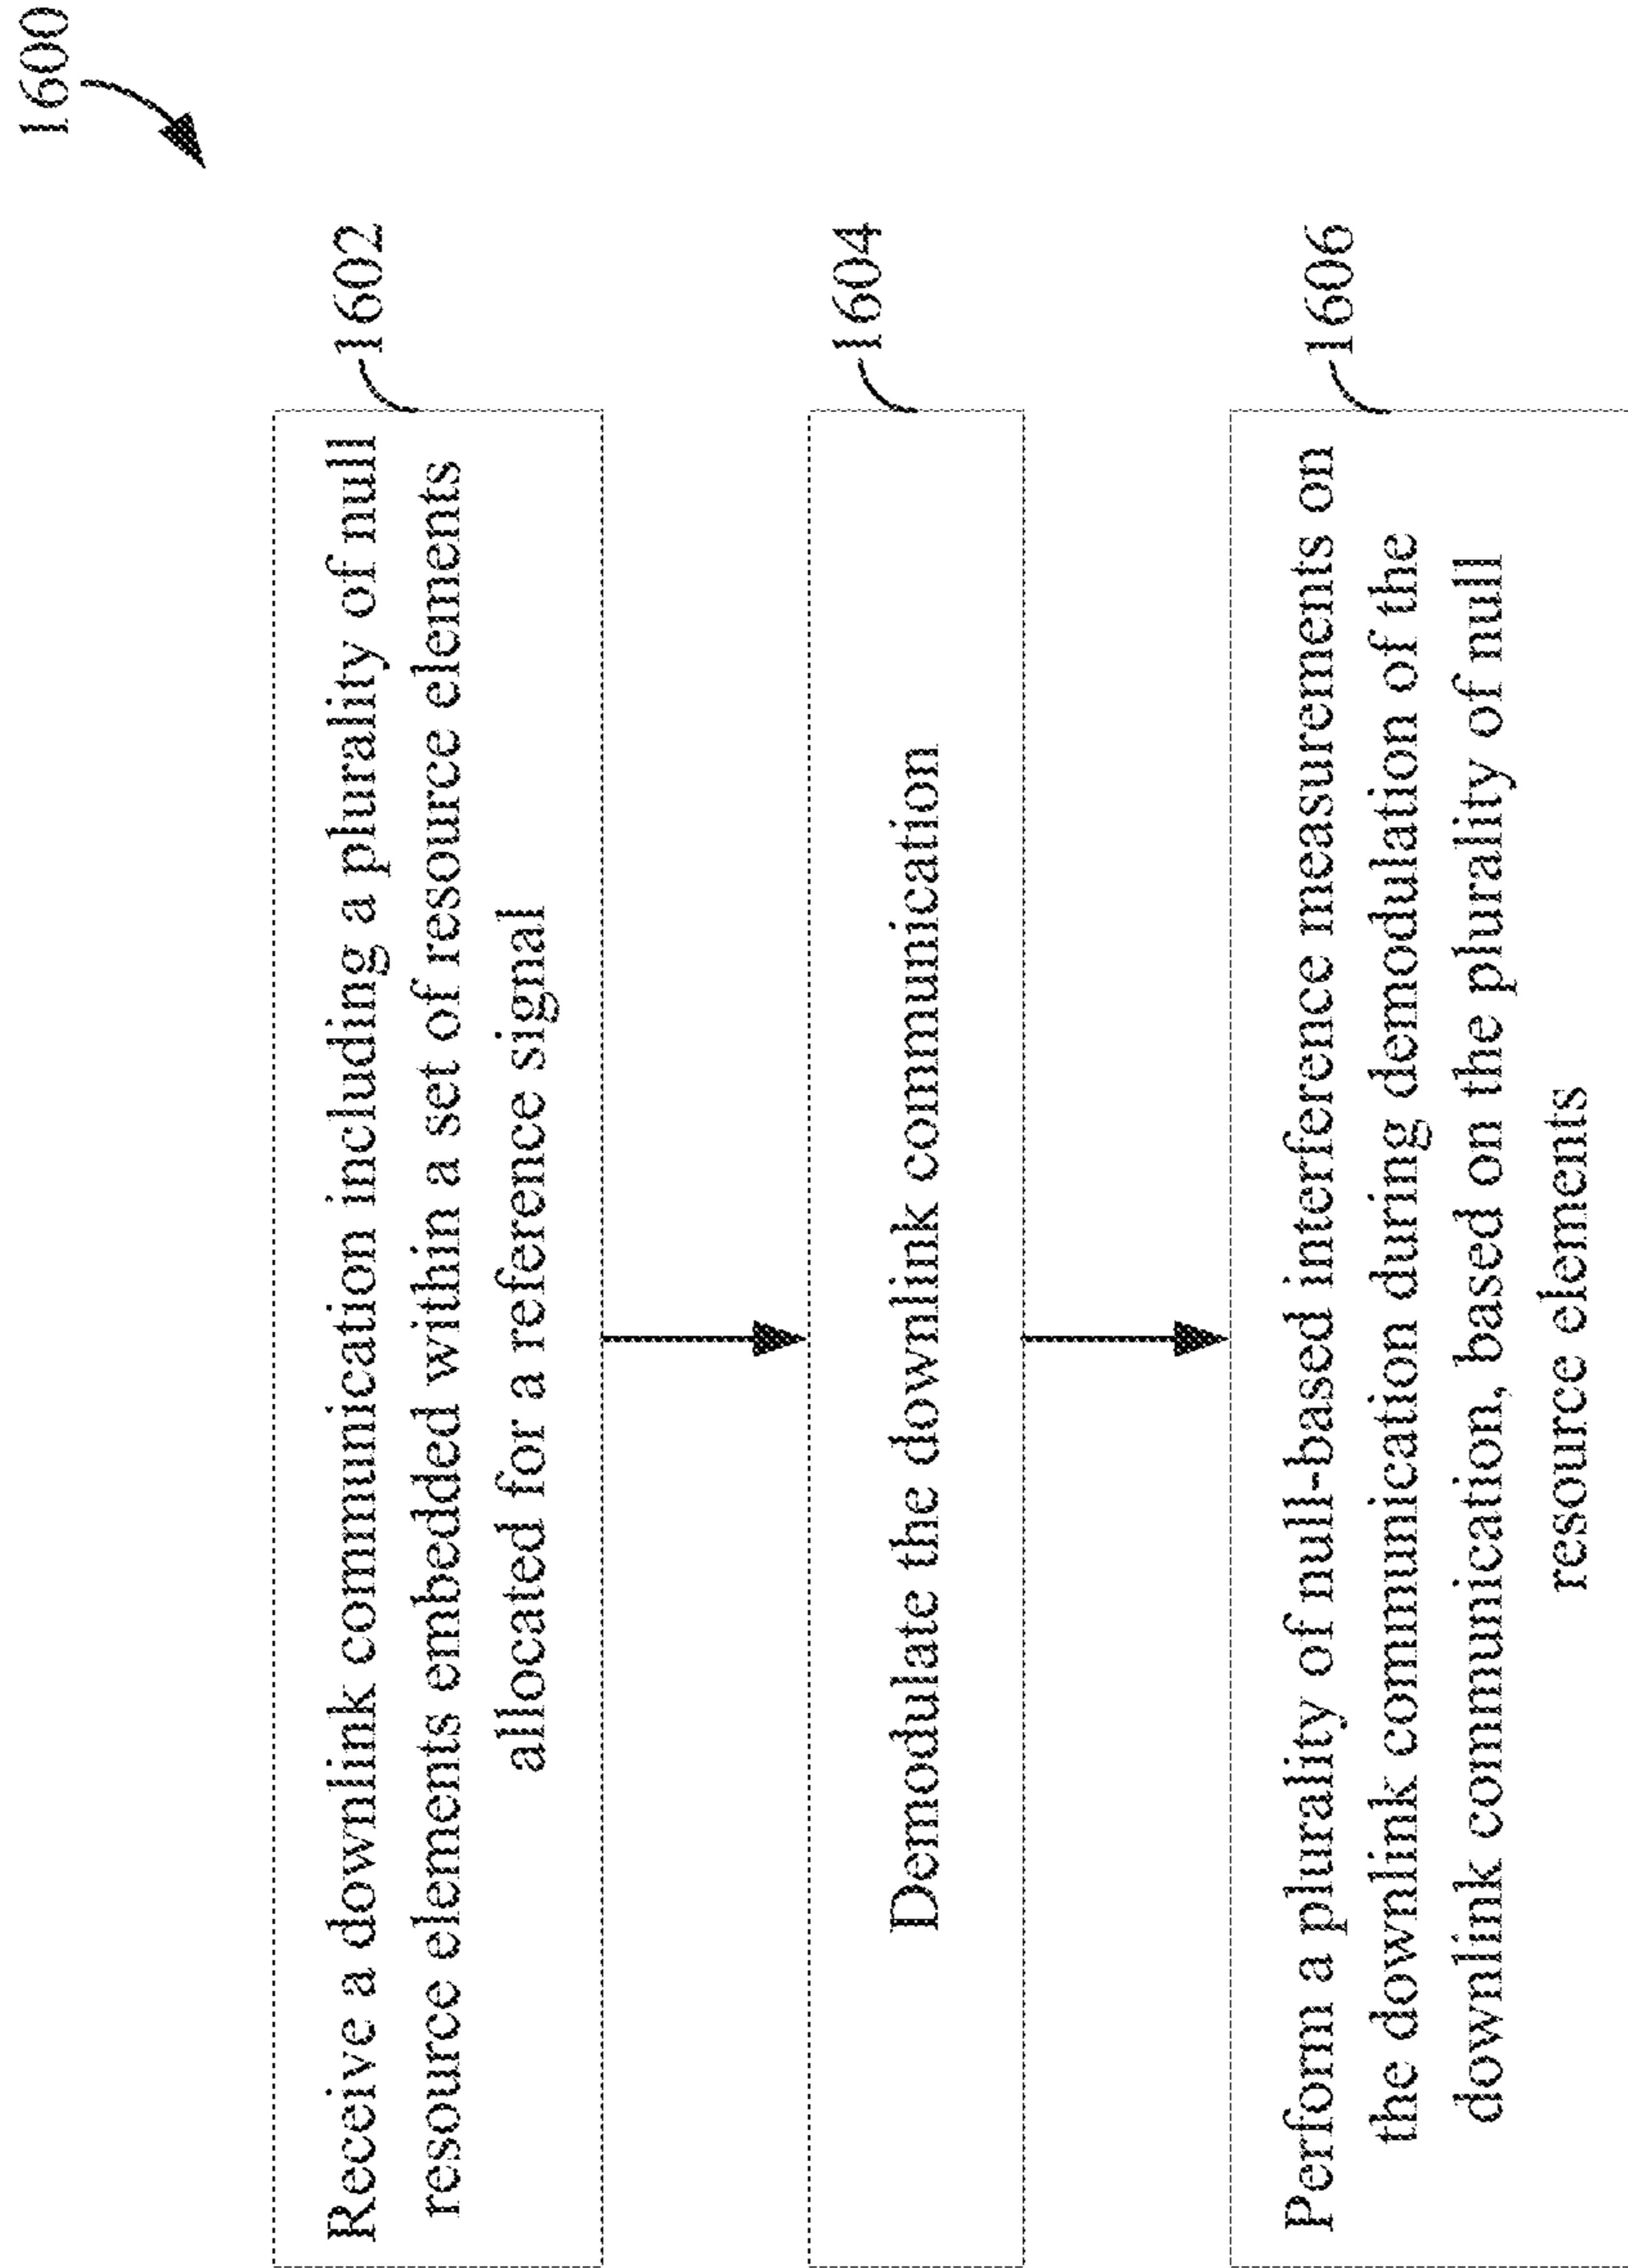 1600
Receive a downlink communication including a plurality of null
resource elements embedded within a set of resource elements
allocated for a reference signal
1602
Demodulate the downlink communication
1604
Perform a plurality of null-based interference measurements on
the downlink communication during demodulation of the
downlink communication, based on the plurality of null
resource elements
1606